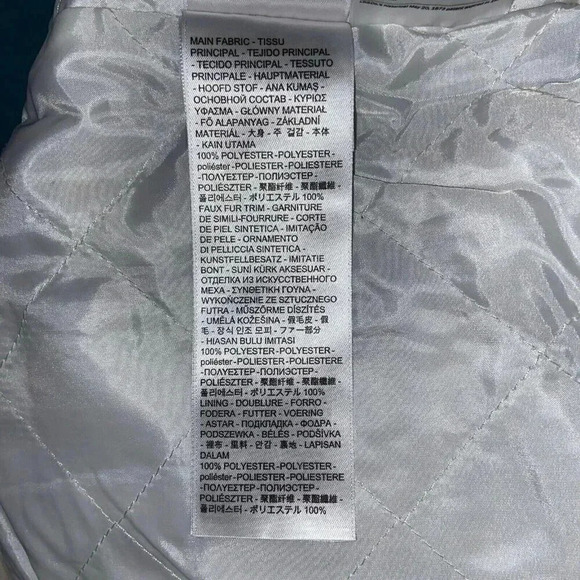 MAIN FABRIC - TISSU
PRINCIPAL - TEJIDO PRINCIPAL
- TECIDO PRINCIPAL - TESSUTO
PRINCIPALE - HAUPTMATERIAL
- HOOFD STOF - ANA KUMAŞ -
ОСНОВНОЙ СОСТАВ - ΚΥΡΙΩΣ
ΥΦΑΣΜΑ - GŁÓWNY MATERIAŁ
- FŐ ALAPANYAG - ZÁKLADNÍ
MATERIÁL - 大身 - 주 겉감 - 本体
- KAIN UTAMA
100% POLYESTER -POLYESTER-
poliéster-POLIESTER-POLIESTERE
-ПОЛУЕСТЕР-ПОЛИЭСТЕР-
POLIÉSZTER - 聚酯纤维 - 聚酯纖維 -
폴리에스터 - ポリエステル 100%
FAUX FUR TRIM - GARNITURE
DE SIMILI-FOURRURE - CORTE
DE PIEL SINTETICA - IMITAÇÃO
DE PELE - ORNAMENTO
DI PELLICCIA SINTETICA -
KUNSTFELLBESATZ - IMITATIE
BONT - SUNİ KÜRK AKSESUAR -
ОТДЕЛКА ИЗ ИСКУССТВЕННОГО
МЕХА - ΣΥΝΘΕΤΙΚΗ ΓΟΥΝΑ -
WYKOŃCZENIE ZE SZTUCZNEGO
FUTRA - MŰSZŐRME DÍSZÍTÉS
- UMĚLÁ KOŽEŠINA - 假毛皮 - 假
毛 - 장식 인조 모피 - ファー部分
- HIASAN BULU IMITASI
100% POLYESTER -POLYESTER-
poliéster-POLIESTER-POLIESTERE
-ПОЛУЕСТЕР-ПОЛИЭСТЕР-
POLIÉSZTER - 聚酯纤维 - 聚酯纖維 -
폴리에스터 - ポリエステル 100%
LINING - DOUBLURE - FORRO -
FODERA - FUTTER - VOERING
- ASTAR - ПОДКЛАДКА - ΦΟΔΡΑ -
PODSZEWKA - BÉLÉS - PODŠÍVKA
- 裡布 - 里料 - 안감 - 裏地 - LAPISAN
DALAM
100% POLYESTER -POLYESTER-
poliéster-POLIESTER-POLIESTERE
-ПОЛУЕСТЕР-ПОЛИЭСТЕР-
POLIÉSZTER - 聚酯纤维 - 聚酯纖維 -
폴리에스터 - ポリエステル 100%